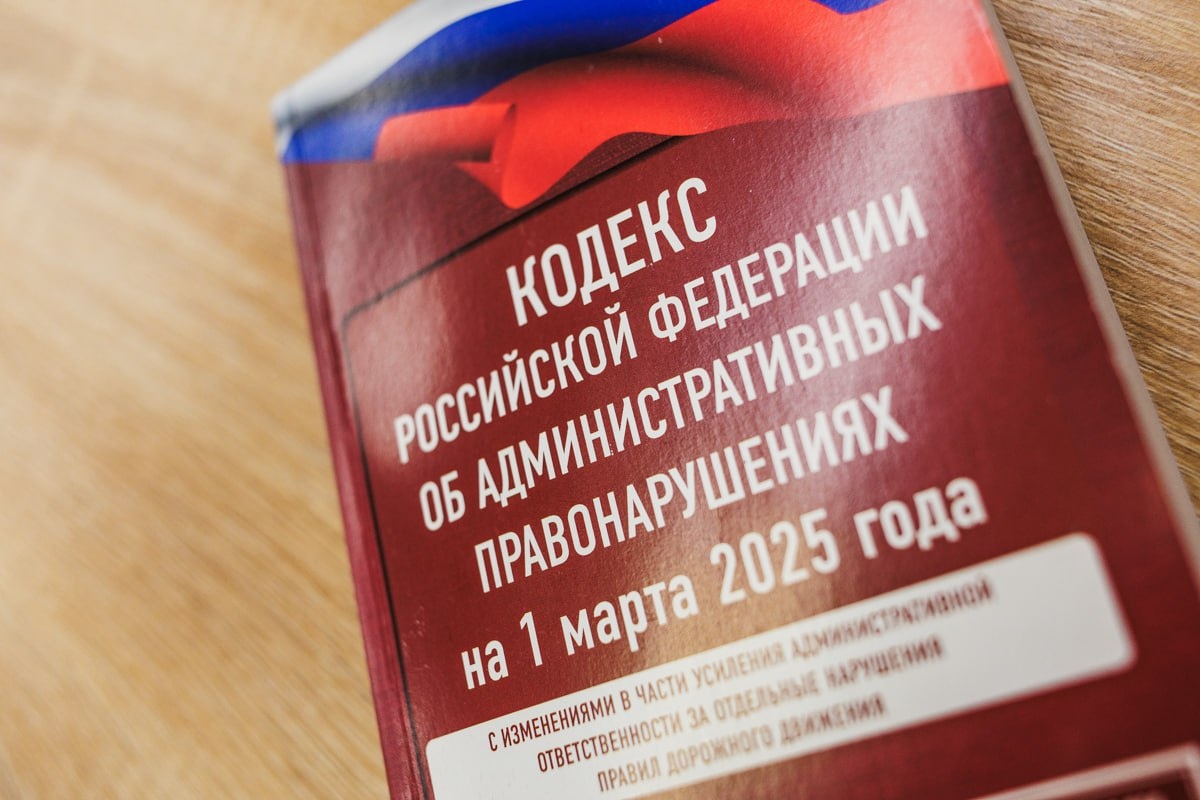 КОДЕКС
РОССИЙСКОЙ ФЕДЕРАЦИИ
ОБ АДМИНИСТРАТИВНЫХ
ПРАВОНАРУШЕНИЯХ
на 1 марта 2025 года
С ИЗМЕНЕНИЯМИ В ЧАСТИ УСИЛЕНИЯ АДМИНИСТРАТИВНОЙ
ОТВЕТСТВЕННОСТИ ЗА ОТДЕЛЬНЫЕ НАРУШЕНИЯ
ПРАВИЛ ДОРОЖНОГО ДВИЖЕНИЯ